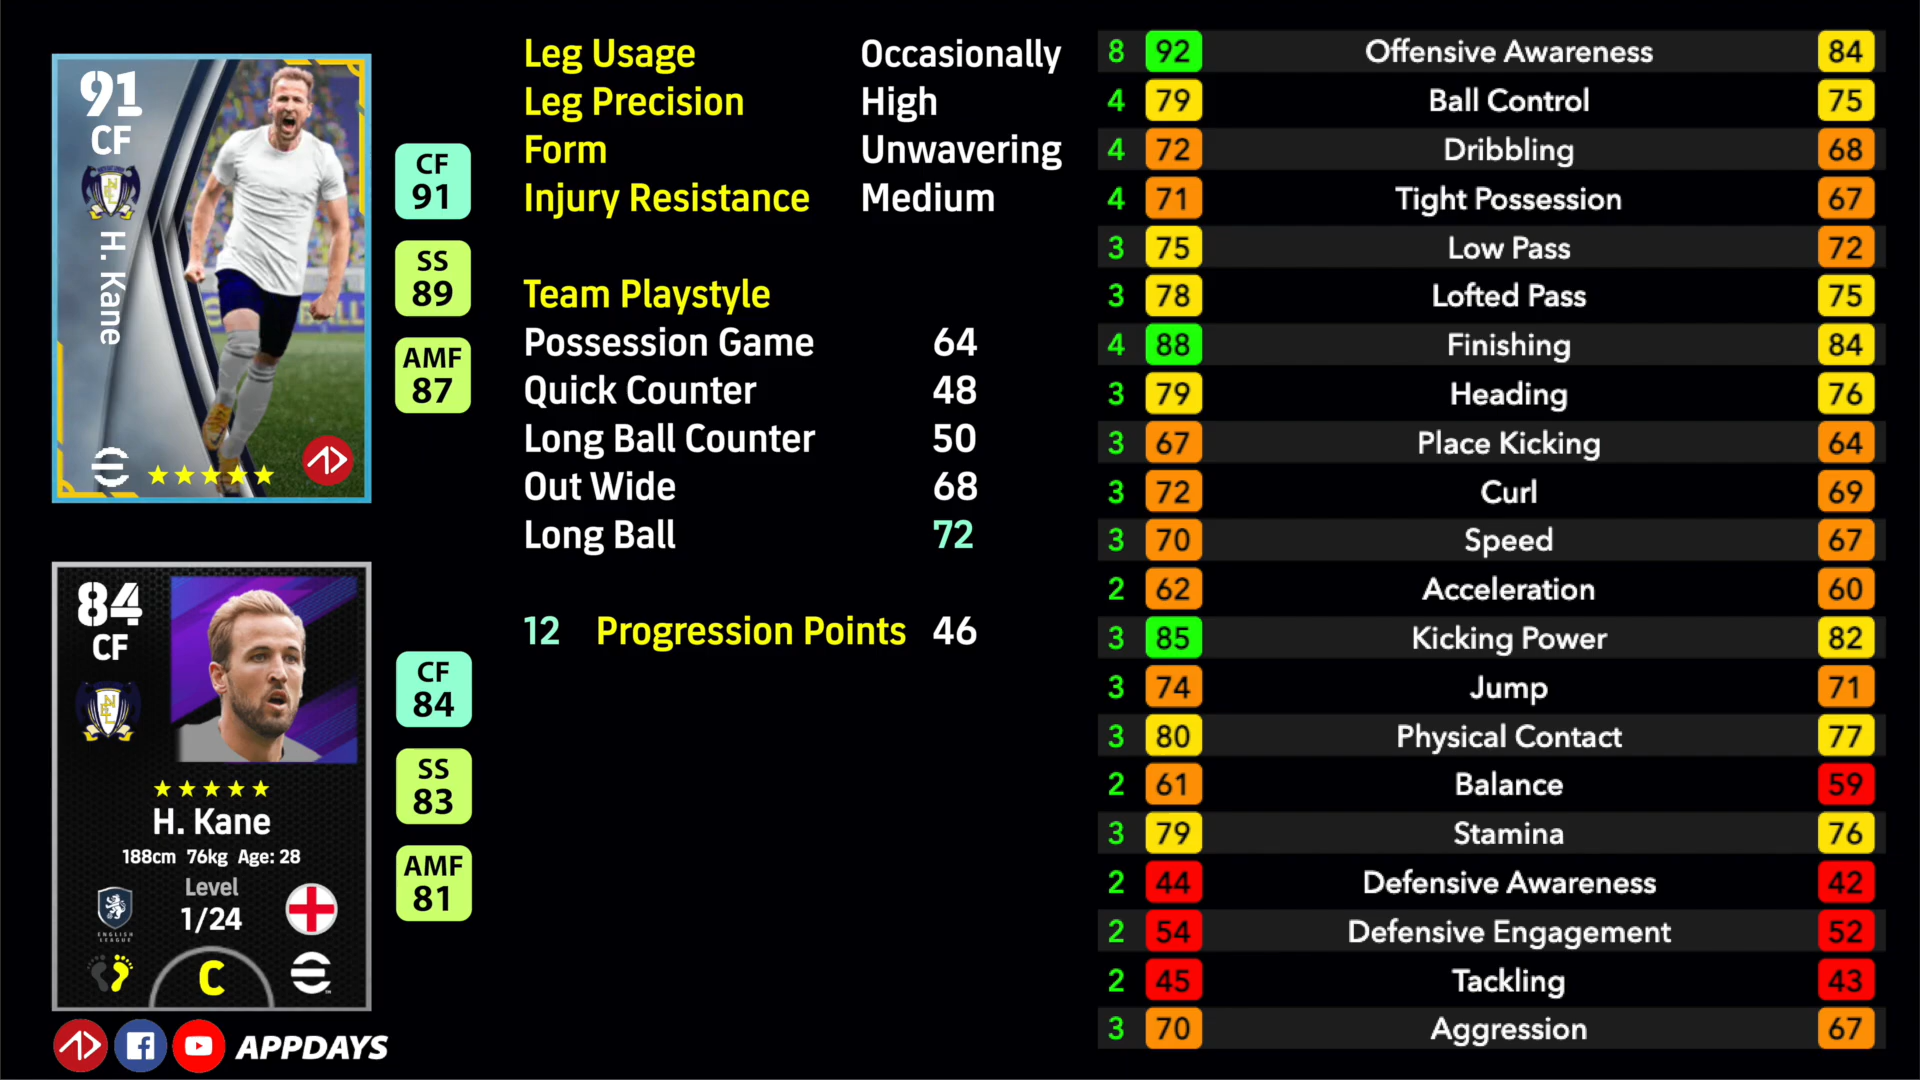 91
CF
H. Kane
CF
91
SS
89
AMF
87
84
CF
H. Kane
188cm 76kg Age: 28
Level
1/24
ENGLISH
LEAGUE
C
CF
84
SS
83
AMF
81
APPDAYS
Leg Usage Occasionally
Leg Precision High
Form Unwavering
Injury Resistance Medium
Team Playstyle
Possession Game 64
Quick Counter 48
Long Ball Counter 50
Out Wide 68
Long Ball 72
12 Progression Points 46
8 92 Offensive Awareness 84
4 79 Ball Control 75
4 72 Dribbling 68
4 71 Tight Possession 67
3 75 Low Pass 72
3 78 Lofted Pass 75
4 88 Finishing 84
3 79 Heading 76
3 67 Place Kicking 64
3 72 Curl 69
3 70 Speed 67
2 62 Acceleration 60
3 85 Kicking Power 82
3 74 Jump 71
3 80 Physical Contact 77
2 61 Balance 59
3 79 Stamina 76
2 44 Defensive Awareness 42
2 54 Defensive Engagement 52
2 45 Tackling 43
3 70 Aggression 67